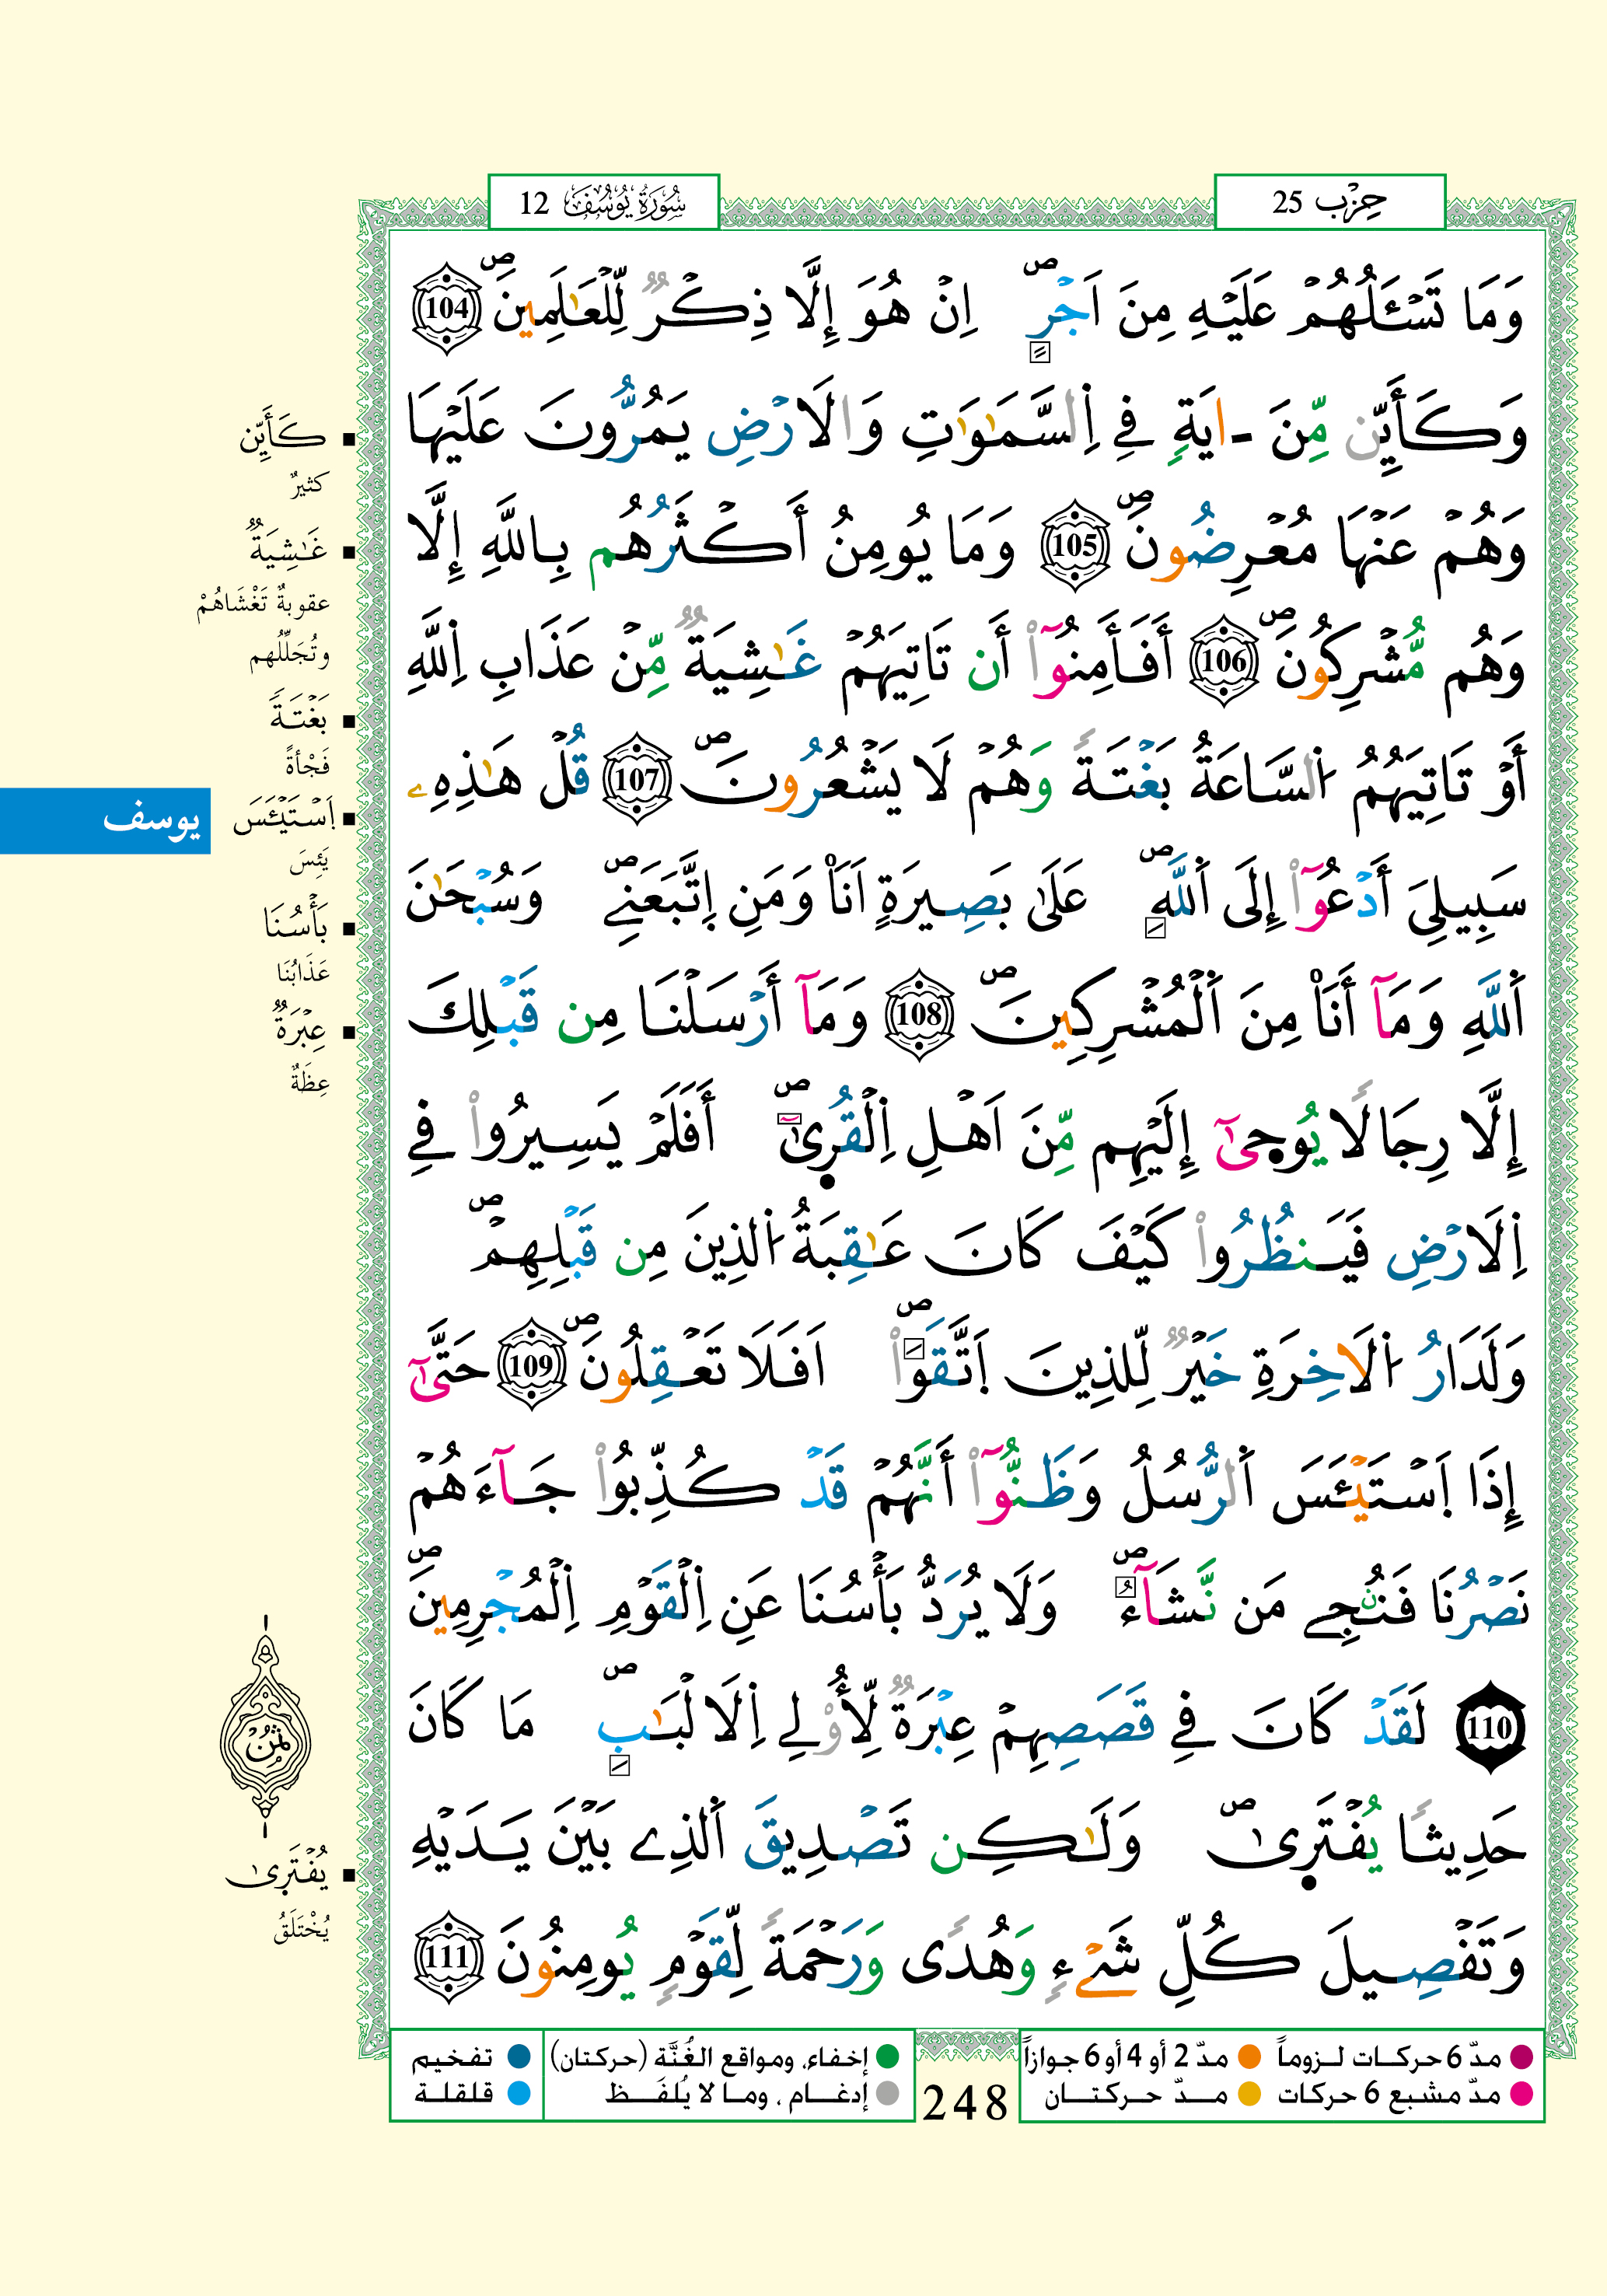 حِزْب 25
سُورَةُ يُوسُفَ 12
وَمَا تَسْـَٔلُهُمْ عَلَيْهِ مِنَ اَجْرٍۖ اِنْ هُوَ إِلَّا ذِكْرٞ لِّلْعَٰلَمِينَۖ 104
وَكَأَيِّن مِّنَ ـ‍ايَةٖ فِے اِ۬لسَّمَٰوَٰتِ وَالَارْضِ يَمُرُّونَ عَلَيْهَا
وَهُمْ عَنْهَا مُعْرِضُونَۖ 105 وَمَا يُومِنُ أَكْثَرُهُم بِاللَّهِ إِلَّا
وَهُم مُّشْرِكُونَۖ 106 أَفَأَمِنُوٓاْ أَن تَاتِيَهُمْ غَٰشِيَةٞ مِّنْ عَذَابِ اِ۬للَّهِ
أَوْ تَاتِيَهُمُ اُ۬لسَّاعَةُ بَغْتَةٗ وَهُمْ لَا يَشْعُرُونَۖ 107 قُلْ هَٰذِهِۦ
سَبِيلِيَ أَدْعُوٓاْ إِلَى اَ۬للَّهِۖ عَلَىٰ بَصِيرَةٍ اَنَا۠ وَمَنِ اِ۪تَّبَعَنِےۖ وَسُبْحَٰنَ
اَ۬للَّهِ وَمَآ أَنَا۠ مِنَ اَ۬لْمُشْرِكِينَۖ 108 وَمَآ أَرْسَلْنَا مِن قَبْلِكَ
إِلَّا رِجَالٗا يُوحَىٰٓ إِلَيْهِم مِّنَ اَهْلِ اِ۬لْقُر۪ىٰٓۖ أَفَلَمْ يَسِيرُواْ فِے
اِ۬لَارْضِ فَيَنظُرُواْ كَيْفَ كَانَ عَٰقِبَةُ اُ۬لذِينَ مِن قَبْلِهِمْۖ
وَلَدَارُ اُ۬لَاخِرَةِ خَيْرٞ لِّلذِينَ اَ۪تَّقَوَاْۖ اَفَلَا تَعْقِلُونَۖ 109 حَتَّىٰٓ
إِذَا اَ۪سْتَيْـَٔسَ اَ۬لرُّسُلُ وَظَنُّوٓاْ أَنَّهُمْ قَدْ كُذِّبُواْ جَآءَهُمْ
نَصْرُنَا فَنُنجِے مَن نَّشَآءُۖ وَلَا يُرَدُّ بَأْسُنَا عَنِ اِ۬لْقَوْمِ اِ۬لْمُجْرِمِينَۖ
110 لَقَدْ كَانَ فِے قَصَصِهِمْ عِبْرَةٞ لِّأُوْلِے اِ۬لَالْبَٰبِۖ مَا كَانَ
حَدِيثاٗ يُفْتَر۪ىٰۖ وَلَٰكِن تَصْدِيقَ اَ۬لذِے بَيْنَ يَدَيْهِ
وَتَفْصِيلَ كُلِّ شَےْءٖ وَهُدٗى وَرَحْمَةٗ لِّقَوْمٖ يُومِنُونَ 111
كَأَيِّن
كثيرٌ
غَٰشِيَةٞ
عقوبةٌ تَغْشَاهُمْ
وتُجَلِّلُهم
بَغْتَةٗ
فَجْأةً
اَ۪سْتَيْـَٔسَ
يَئِسَ
بَأْسُنَا
عَذَابُنَا
عِبْرَةٞ
عِظَةٌ
يوسف
ثُمُن
يُفْتَر۪ىٰ
يُخْتَلَقُ
مدّ 6 حركات لزوماً
مدّ 2 أو 4 أو 6 جوازاً
إخفاء، ومواقع الغُنَّة (حركتان)
تفخيم
مدّ مشبع 6 حركات
مدّ حركتان
إدغام ، وما لا يُلفَظ
قلقلة
248